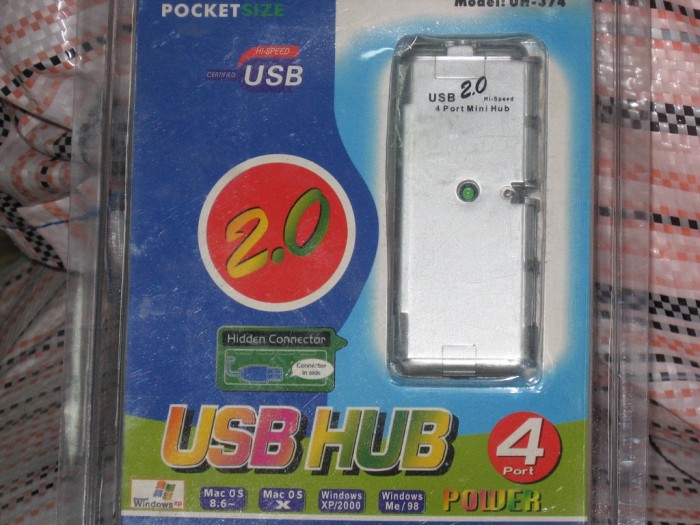 POCKETSIZE
Model: UH-374
HI-SPEED
CERTIFIED USB
USB 2.0 Hi-Speed
4 Port Mini Hub
2.0
Hidden Connector
Connector
in side
USB HUB
4
Port
Windows xp
Mac OS
8.6~
Mac OS
X
Windows
XP/2000
Windows
Me/98
POWER